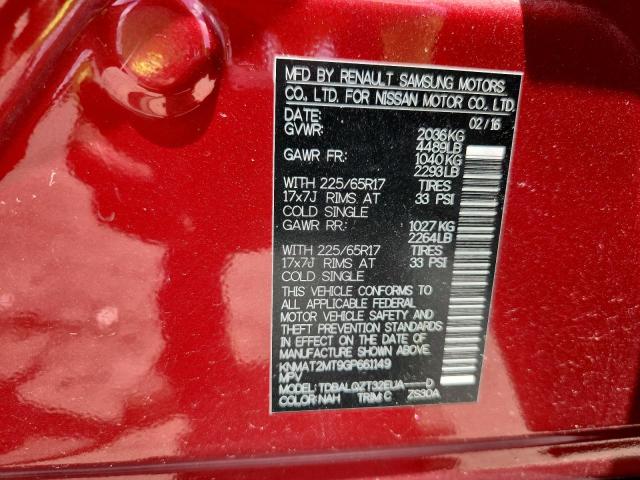 MFD BY RENAULT SAMSUNG MOTORS
CO., LTD. FOR NISSAN MOTOR CO., LTD.
DATE: 02/16
GVWR: 2036KG
4489LB
GAWR FR: 1040KG
2293LB
WITH 225/65R17 TIRES
17x7J RIMS AT 33 PSI
COLD SINGLE
GAWR RR: 1027KG
2264LB
WITH 225/65R17 TIRES
17x7J RIMS AT 33 PSI
COLD SINGLE
THIS VEHICLE CONFORMS TO
ALL APPLICABLE FEDERAL
MOTOR VEHICLE SAFETY AND
THEFT PREVENTION STANDARDS
IN EFFECT ON THE DATE OF
MANUFACTURE SHOWN ABOVE.
KNMAT2MT9GP661149
MPV
MODEL: TDBALQZT32EUA-----D
COLOR: NAH TRIM: C ZS30A